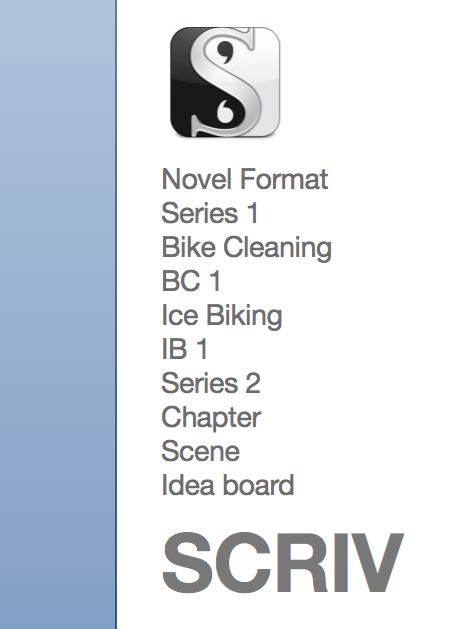 Novel Format
Series 1
Bike Cleaning
BC 1
Ice Biking
IB 1
Series 2
Chapter
Scene
Idea board
SCRIV